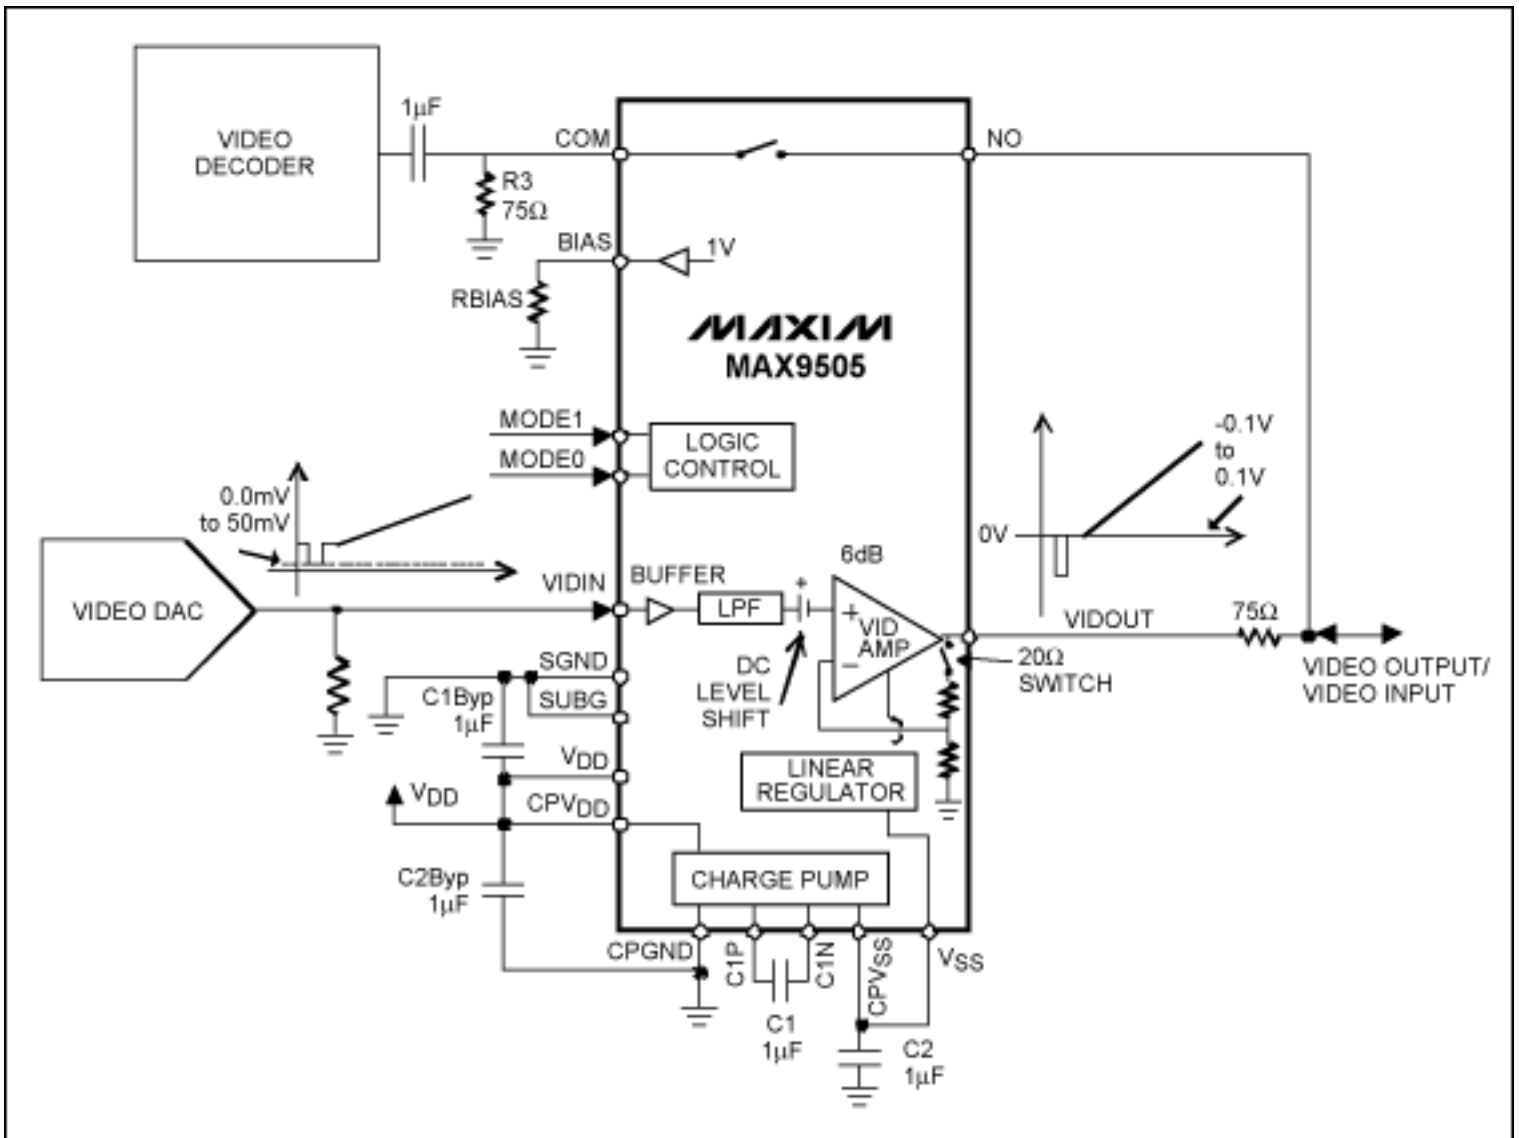 VIDEO
DECODER
1µF
COM
NO
R3
75Ω
BIAS
1V
RBIAS
MAXIM
MAX9505
MODE1
MODE0
LOGIC
CONTROL
0.0mV
to 50mV
-0.1V
to
0.1V
0V
VIDEO DAC
VIDIN
BUFFER
LPF
+
6dB
+
VID
AMP
−
DC
LEVEL
SHIFT
VIDOUT
75Ω
20Ω
SWITCH
VIDEO OUTPUT/
VIDEO INPUT
SGND
SUBG
C1Byp
1µF
VDD
VDD
CPVDD
LINEAR
REGULATOR
C2Byp
1µF
CHARGE PUMP
CPGND
C1P
C1N
CPVSS
VSS
C1
1µF
C2
1µF